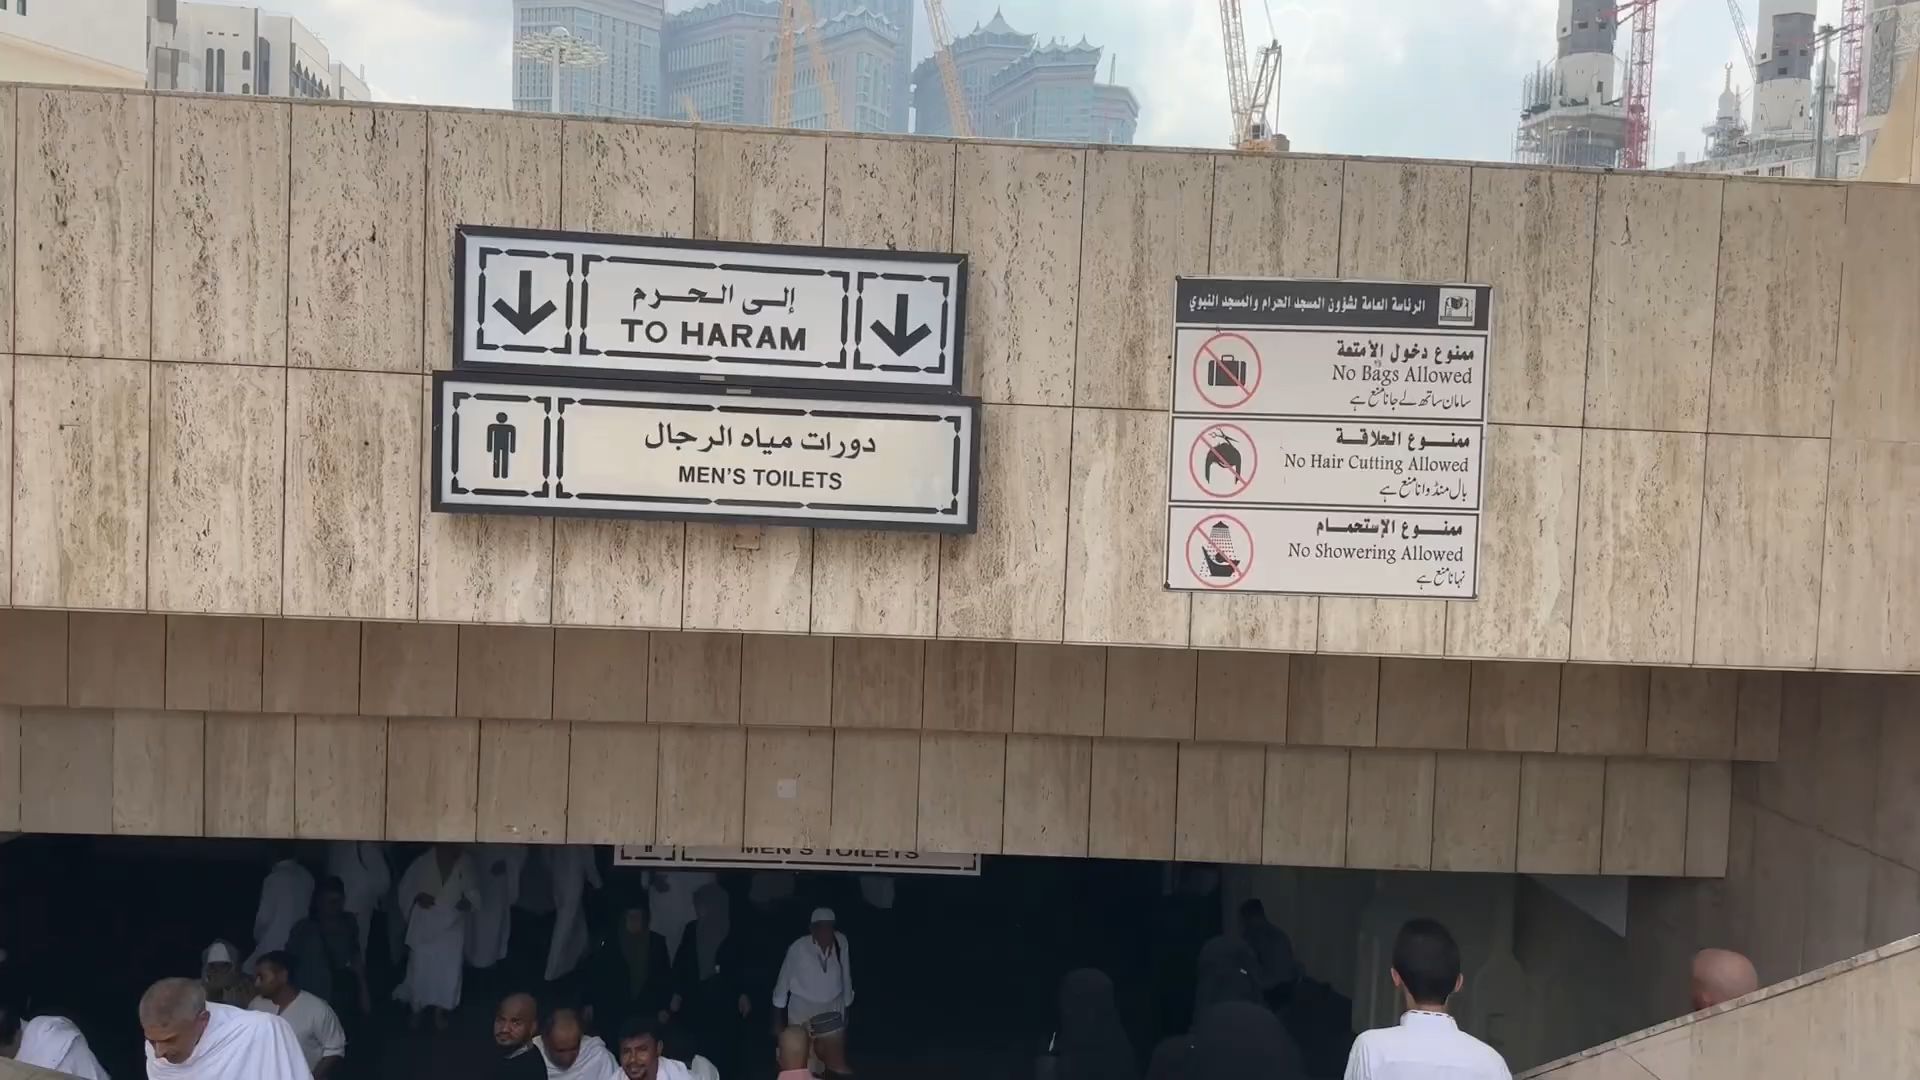 إلى الحرم
TO HARAM
دورات مياه الرجال
MEN'S TOILETS
الرئاسة العامة لشؤون المسجد الحرام والمسجد النبوي
ممنوع دخول الأمتعة
No Bags Allowed
سامان ساتھ لے جانا منع ہے
ممنوع الحلاقة
No Hair Cutting Allowed
بال منڈوانا منع ہے
ممنوع الإستحمام
No Showering Allowed
نہانا منع ہے
MEN'S TOILETS